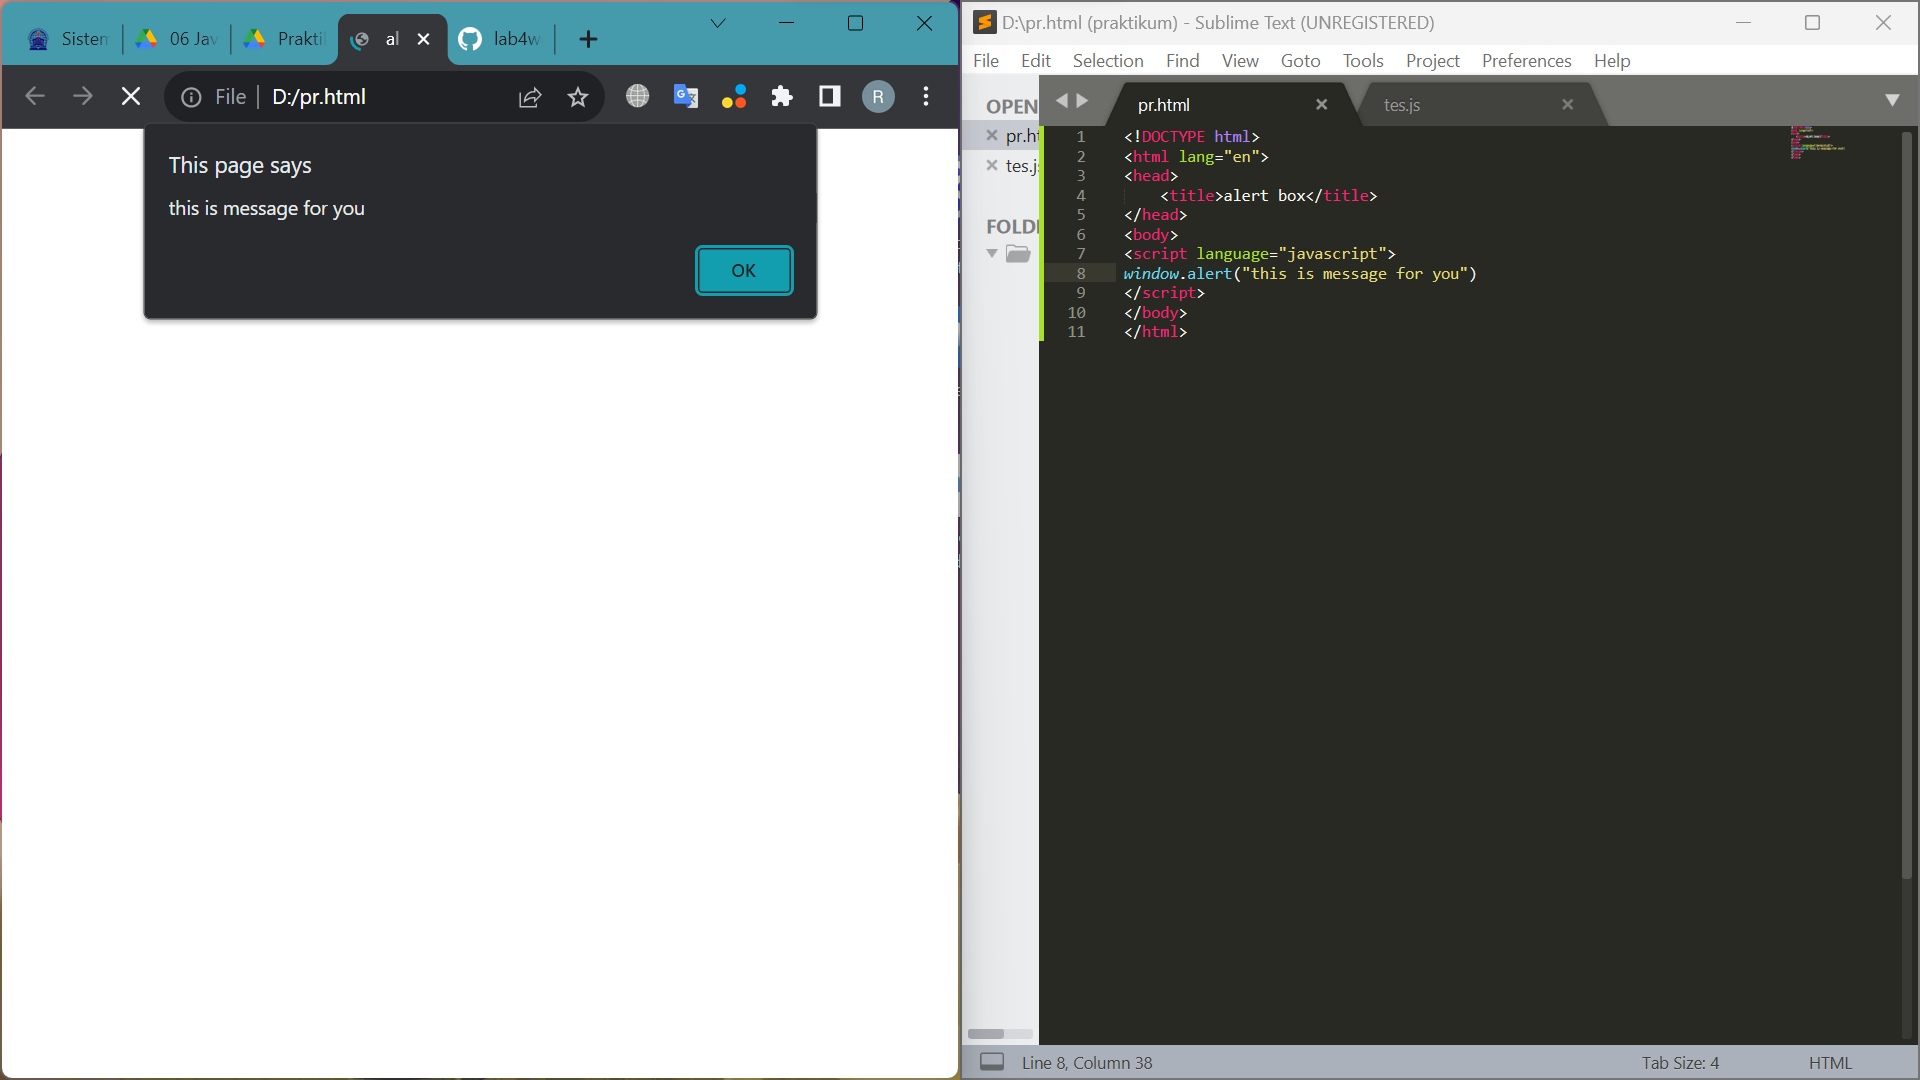 Sistem
06 Jav
Prakti
al
lab4w
File
D:/pr.html
R
This page says
this is message for you
OK
D:\pr.html (praktikum) - Sublime Text (UNREGISTERED)
File Edit Selection Find View Goto Tools Project Preferences Help
OPEN
pr.ht
tes.j
FOLD
pr.html
tes.js
1 <!DOCTYPE html>
2 <html lang="en">
3 <head>
4 <title>alert box</title>
5 </head>
6 <body>
7 <script language="javascript">
8 window.alert("this is message for you")
9 </script>
10 </body>
11 </html>
Line 8, Column 38
Tab Size: 4
HTML